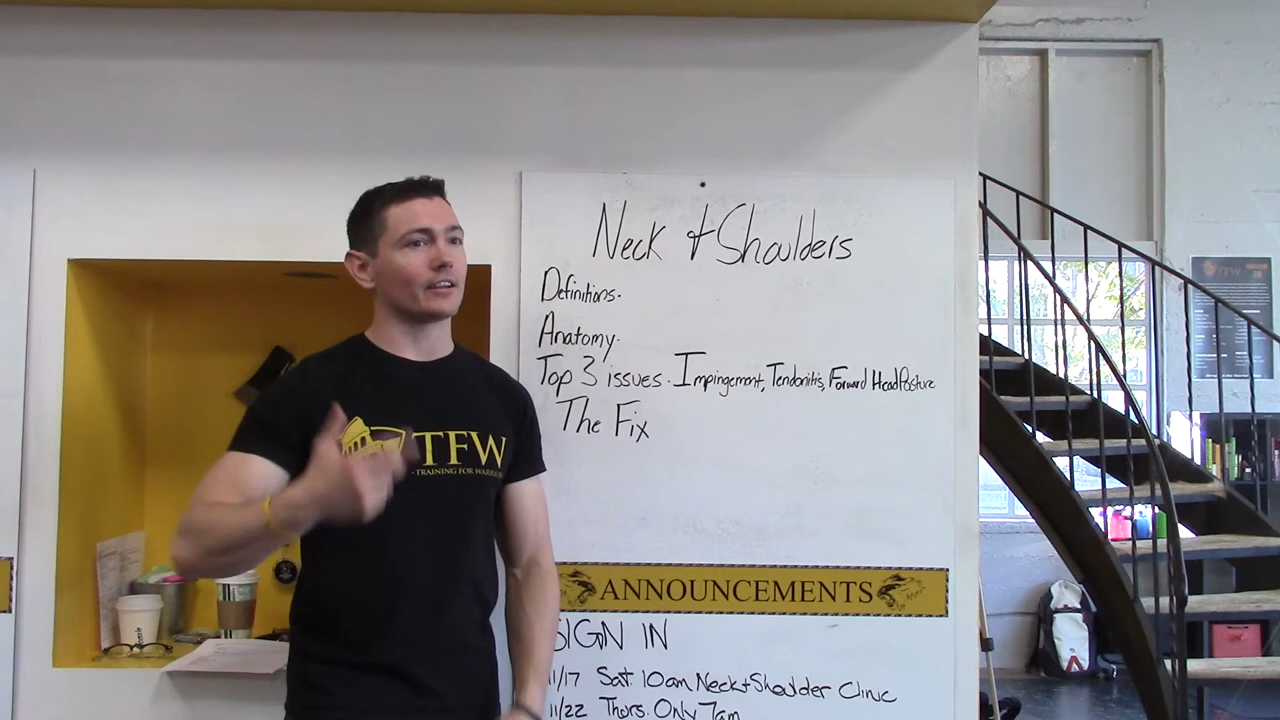 Neck & Shoulders
Definitions.
Anatomy.
Top 3 issues. Impingement, Tendonitis, Forward Head Posture
The Fix
TFW
TRAINING FOR WARRIORS
ANNOUNCEMENTS
SIGN IN
11/17 Sat. 10am Neck & Shoulder Clinic
11/22 Thurs. Only 7am
TFW